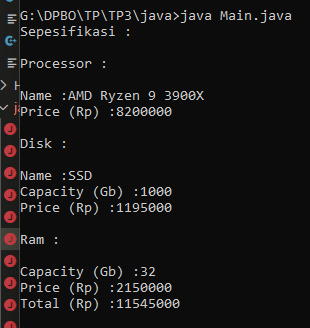 G:\DPBO\TP\TP3\java>java Main.java
Sepesifikasi :
Processor :
Name :AMD Ryzen 9 3900X
Price (Rp) :8200000
Disk :
Name :SSD
Capacity (Gb) :1000
Price (Rp) :1195000
Ram :
Capacity (Gb) :32
Price (Rp) :2150000
Total (Rp) :11545000